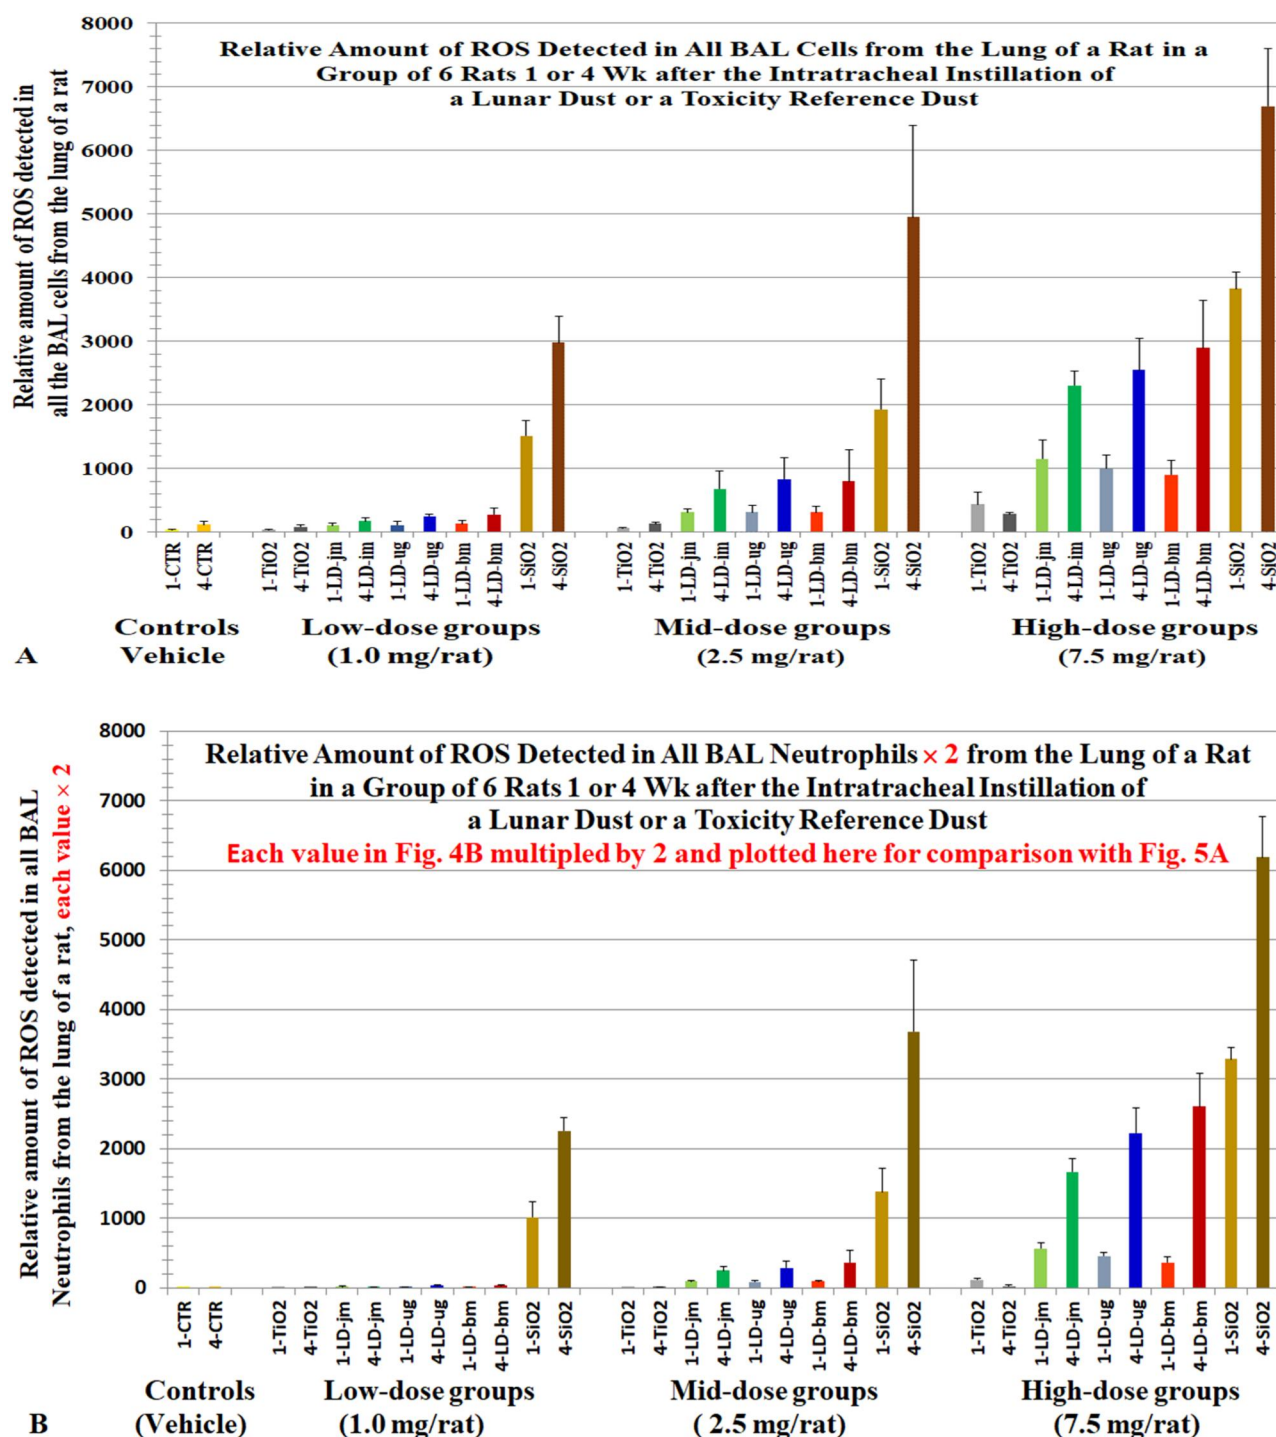 Relative Amount of ROS Detected in All BAL Cells from the Lung of a Rat in a
Group of 6 Rats 1 or 4 Wk after the Intratracheal Instillation of
a Lunar Dust or a Toxicity Reference Dust
Relative amount of ROS detected in
all the BAL cells from the lung of a rat
8000
7000
6000
5000
4000
3000
2000
1000
0
1-CTR
4-CTR
1-TiO2
4-TiO2
1-LD-jm
4-LD-im
1-LD-ug
4-LD-ug
1-LD-bm
4-LD-bm
1-SiO2
4-SiO2
1-TiO2
4-TiO2
1-LD-jm
4-LD-im
1-LD-ug
4-LD-ug
1-LD-bm
4-LD-bm
1-SiO2
4-SiO2
1-TiO2
4-TiO2
1-LD-jm
4-LD-im
1-LD-ug
4-LD-ug
1-LD-bm
4-LD-bm
1-SiO2
4-SiO2
Controls Low-dose groups Mid-dose groups High-dose groups
A Vehicle (1.0 mg/rat) (2.5 mg/rat) (7.5 mg/rat)
Relative Amount of ROS Detected in All BAL Neutrophils × 2 from the Lung of a Rat
in a Group of 6 Rats 1 or 4 Wk after the Intratracheal Instillation of
a Lunar Dust or a Toxicity Reference Dust
Each value in Fig. 4B multipled by 2 and plotted here for comparison with Fig. 5A
Relative amount of ROS detected in all BAL
Neutrophils from the lung of a rat, each value × 2
8000
7000
6000
5000
4000
3000
2000
1000
0
1-CTR
4-CTR
1-TiO2
4-TiO2
1-LD-jm
4-LD-jm
1-LD-ug
4-LD-ug
1-LD-bm
4-LD-bm
1-SiO2
4-SiO2
1-TiO2
4-TiO2
1-LD-jm
4-LD-jm
1-LD-ug
4-LD-ug
1-LD-bm
4-LD-bm
1-SiO2
4-SiO2
1-TiO2
4-TiO2
1-LD-jm
4-LD-jm
1-LD-ug
4-LD-ug
1-LD-bm
4-LD-bm
1-SiO2
4-SiO2
Controls Low-dose groups Mid-dose groups High-dose groups
B (Vehicle) (1.0 mg/rat) ( 2.5 mg/rat) (7.5 mg/rat)